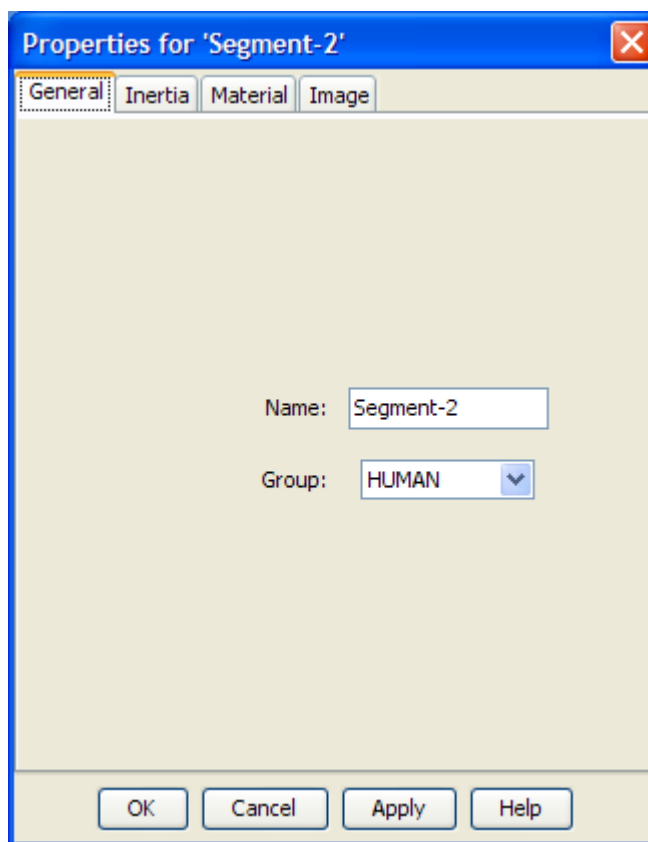 Properties for 'Segment-2'
General Inertia Material Image
Name: Segment-2
Group: HUMAN
OK Cancel Apply Help